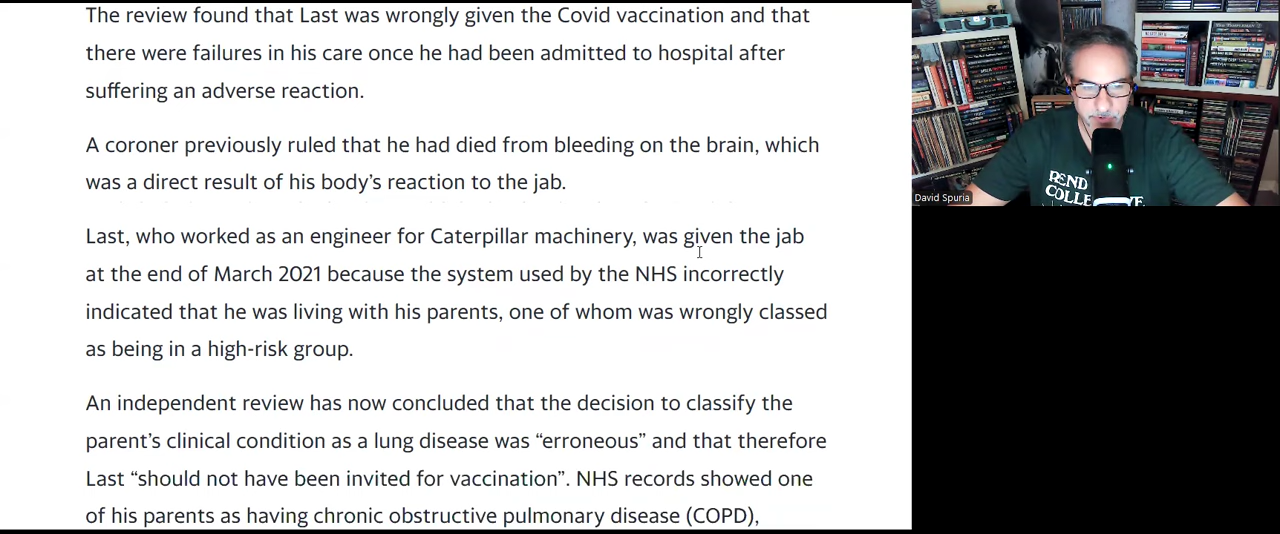 The review found that Last was wrongly given the Covid vaccination and that
there were failures in his care once he had been admitted to hospital after
suffering an adverse reaction.
A coroner previously ruled that he had died from bleeding on the brain, which
was a direct result of his body’s reaction to the jab.
Last, who worked as an engineer for Caterpillar machinery, was given the jab
at the end of March 2021 because the system used by the NHS incorrectly
indicated that he was living with his parents, one of whom was wrongly classed
as being in a high-risk group.
An independent review has now concluded that the decision to classify the
parent’s clinical condition as a lung disease was “erroneous” and that therefore
Last “should not have been invited for vaccination”. NHS records showed one
of his parents as having chronic obstructive pulmonary disease (COPD),
David Spuria